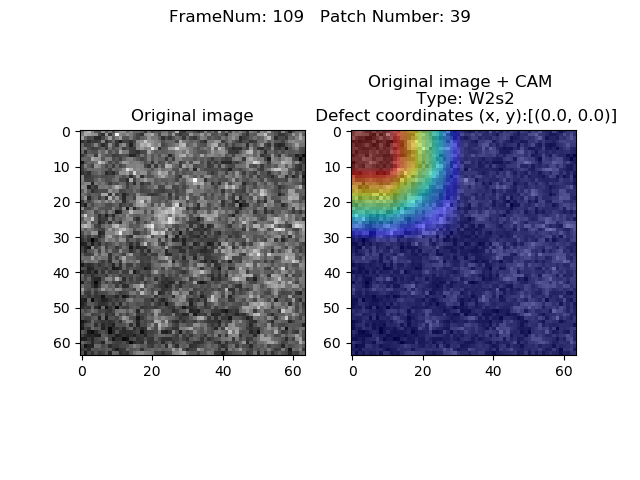 FrameNum: 109   Patch Number: 39
Original image
0
10
20
30
40
50
60
0 20 40 60
Original image + CAM
Type: W2s2
Defect coordinates (x, y):[(0.0, 0.0)]
0
10
20
30
40
50
60
0 20 40 60